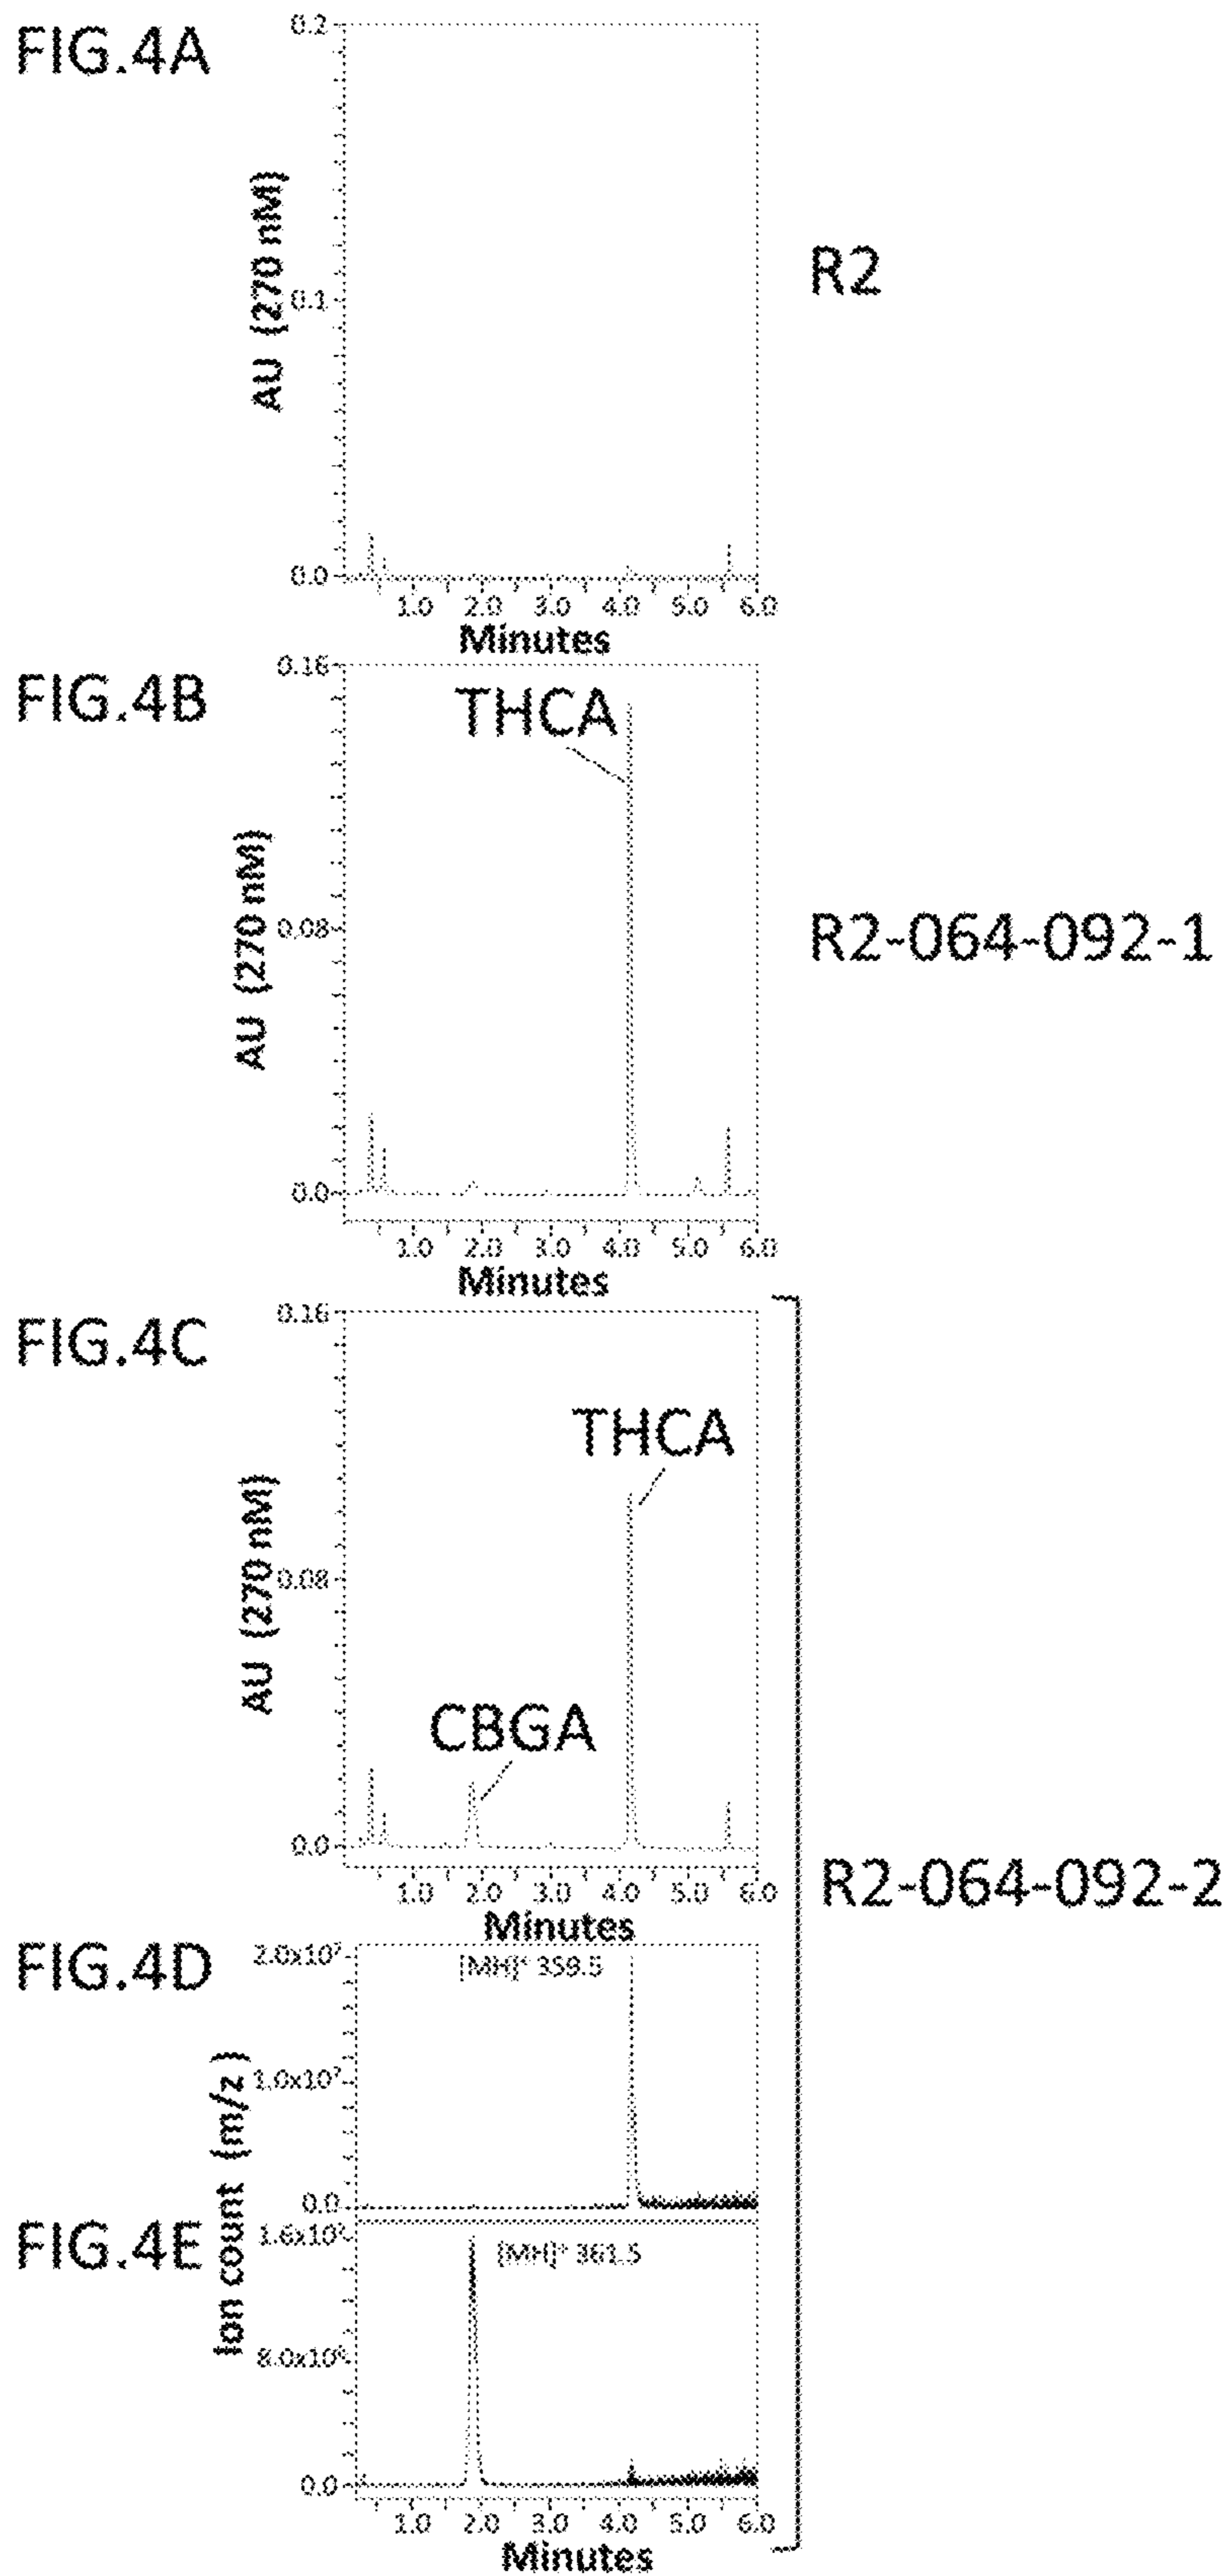 FIG.4A
0.2
AU (270 nM)
0.1
0.0
1.0 2.0 3.0 4.0 5.0 6.0
Minutes
R2
FIG.4B
0.16
THCA
AU (270 nM)
0.08
0.0
1.0 2.0 3.0 4.0 5.0 6.0
Minutes
R2-064-092-1
FIG.4C
0.16
THCA
AU (270 nM)
0.08
CBGA
0.0
1.0 2.0 3.0 4.0 5.0 6.0
Minutes
R2-064-092-2
FIG.4D
2.0x10⁷
[MH]⁺ 359.5
1.0x10⁷
0.0
Ion count (m/z)
FIG.4E
[MH]⁺ 361.5
0.0
1.0 2.0 3.0 4.0 5.0 6.0
Minutes